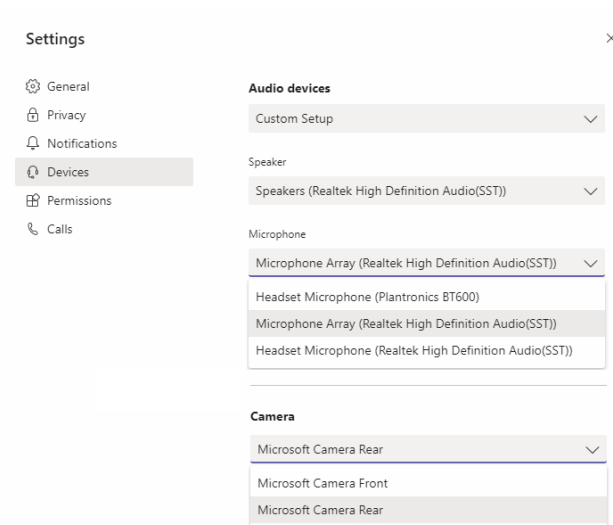 Settings
General
Privacy
Notifications
Devices
Permissions
Calls
Audio devices
Custom Setup
Speaker
Speakers (Realtek High Definition Audio(SST))
Microphone
Microphone Array (Realtek High Definition Audio(SST))
Headset Microphone (Plantronics BT600)
Microphone Array (Realtek High Definition Audio(SST))
Headset Microphone (Realtek High Definition Audio(SST))
Camera
Microsoft Camera Rear
Microsoft Camera Front
Microsoft Camera Rear